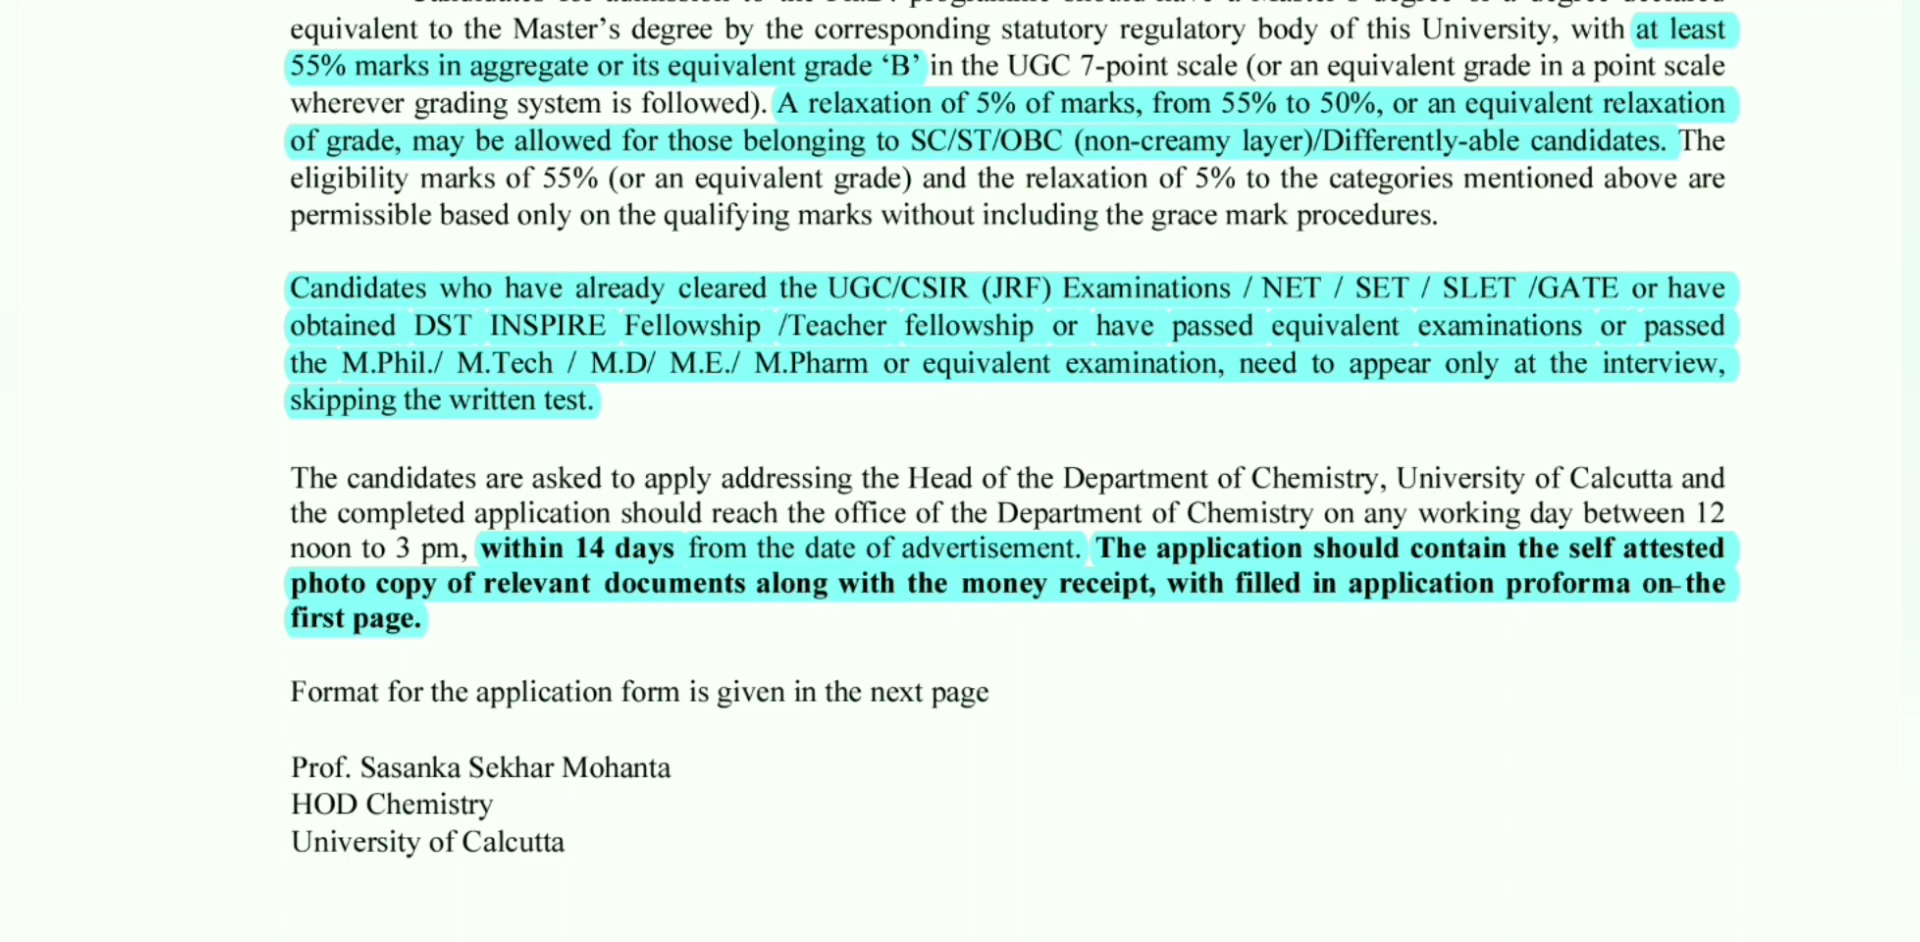 equivalent to the Master’s degree by the corresponding statutory regulatory body of this University, with at least
55% marks in aggregate or its equivalent grade ‘B’ in the UGC 7-point scale (or an equivalent grade in a point scale
wherever grading system is followed). A relaxation of 5% of marks, from 55% to 50%, or an equivalent relaxation
of grade, may be allowed for those belonging to SC/ST/OBC (non-creamy layer)/Differently-able candidates. The
eligibility marks of 55% (or an equivalent grade) and the relaxation of 5% to the categories mentioned above are
permissible based only on the qualifying marks without including the grace mark procedures.
Candidates who have already cleared the UGC/CSIR (JRF) Examinations / NET / SET / SLET /GATE or have
obtained DST INSPIRE Fellowship /Teacher fellowship or have passed equivalent examinations or passed
the M.Phil./ M.Tech / M.D/ M.E./ M.Pharm or equivalent examination, need to appear only at the interview,
skipping the written test.
The candidates are asked to apply addressing the Head of the Department of Chemistry, University of Calcutta and
the completed application should reach the office of the Department of Chemistry on any working day between 12
noon to 3 pm, within 14 days from the date of advertisement. The application should contain the self attested
photo copy of relevant documents along with the money receipt, with filled in application proforma on the
first page.
Format for the application form is given in the next page
Prof. Sasanka Sekhar Mohanta
HOD Chemistry
University of Calcutta